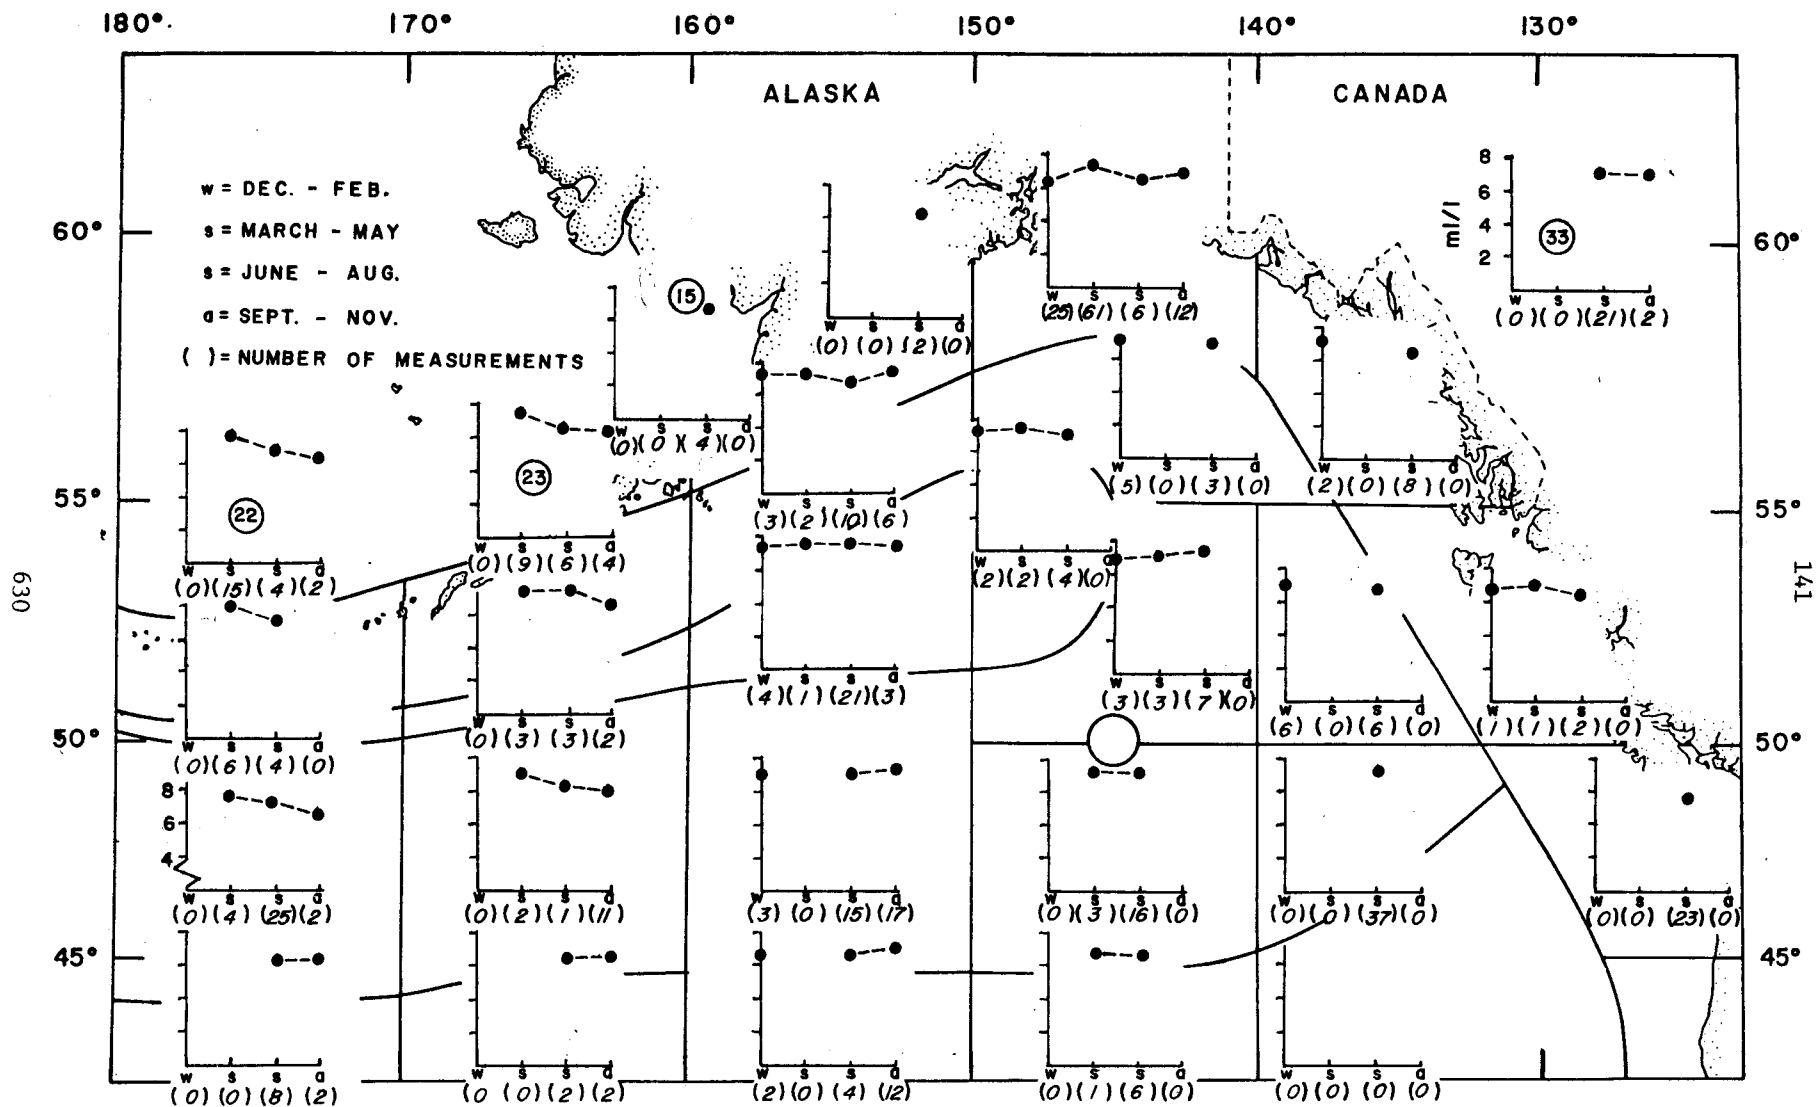 180° 170° 160° 150° 140° 130°
ALASKA CANADA
w = DEC. - FEB.
s = MARCH - MAY
s = JUNE - AUG.
a = SEPT. - NOV.
( ) = NUMBER OF MEASUREMENTS
60° 60°
8
6
4
2
ml/l
33
w s s a
(0)(0)(21)(2)
w s s a
(25)(61)(6)(12)
15
w s s a
(0)(0)(2)(0)
w s s a
(0)(0)(4)(0)
55° 55°
22
23
w s s a
(3)(2)(10)(6)
w s s a
(5)(0)(3)(0)
w s s a
(2)(0)(8)(0)
w s s a
(0)(15)(4)(2)
w s s a
(0)(9)(6)(4)
w s s a
(2)(2)(4)(0)
630
141
w s s a
(4)(1)(21)(3)
w s s a
(3)(3)(7)(0)
w s s a
(6)(0)(6)(0)
w s s a
(1)(1)(2)(0)
50° 50°
w s s a
(0)(6)(4)(0)
w s s a
(0)(3)(3)(2)
8
6
4
w s s a
(0)(4)(25)(2)
w s s a
(0)(2)(1)(11)
w s s a
(3)(0)(15)(17)
w s s a
(0)(3)(16)(0)
w s s a
(0)(0)(37)(0)
w s s a
(0)(0)(23)(0)
45° 45°
w s s a
(0)(0)(8)(2)
w s s a
(0 (0)(2)(2)
w s s a
(2)(0)(4)(12)
w s s a
(0)(1)(6)(0)
w s s a
(0)(0)(0)(0)